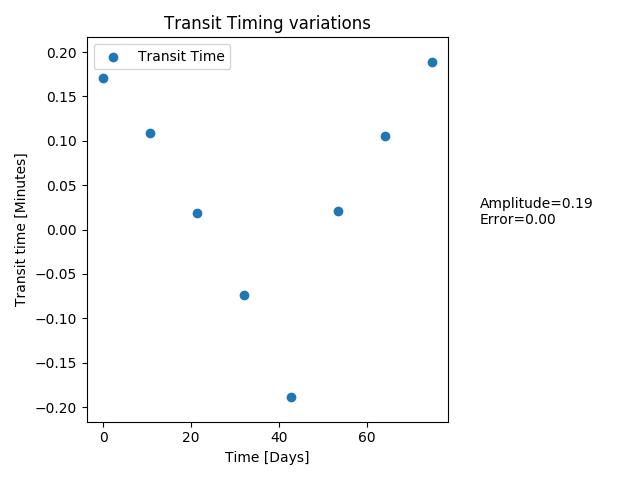 Transit Timing variations
Transit Time
0.20
0.15
0.10
0.05
0.00
−0.05
−0.10
−0.15
−0.20
Transit time [Minutes]
0 20 40 60
Time [Days]
Amplitude=0.19
Error=0.00